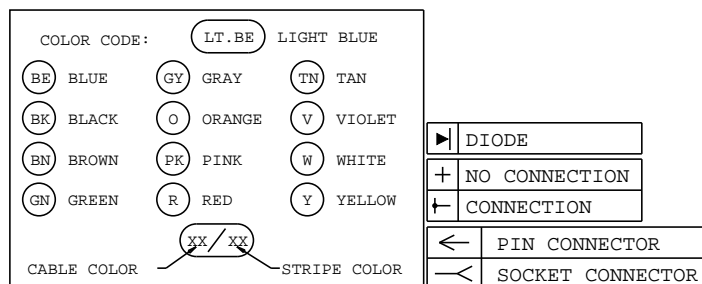 COLOR CODE: LT.BE LIGHT BLUE
BE BLUE GY GRAY TN TAN
BK BLACK O ORANGE V VIOLET
BN BROWN PK PINK W WHITE
GN GREEN R RED Y YELLOW
XX/XX
CABLE COLOR STRIPE COLOR
DIODE
NO CONNECTION
CONNECTION
PIN CONNECTOR
SOCKET CONNECTOR